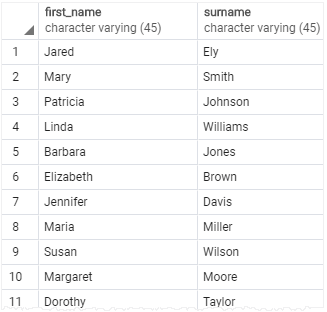 first_name surname
character varying (45) character varying (45)
1 Jared Ely
2 Mary Smith
3 Patricia Johnson
4 Linda Williams
5 Barbara Jones
6 Elizabeth Brown
7 Jennifer Davis
8 Maria Miller
9 Susan Wilson
10 Margaret Moore
11 Dorothy Taylor